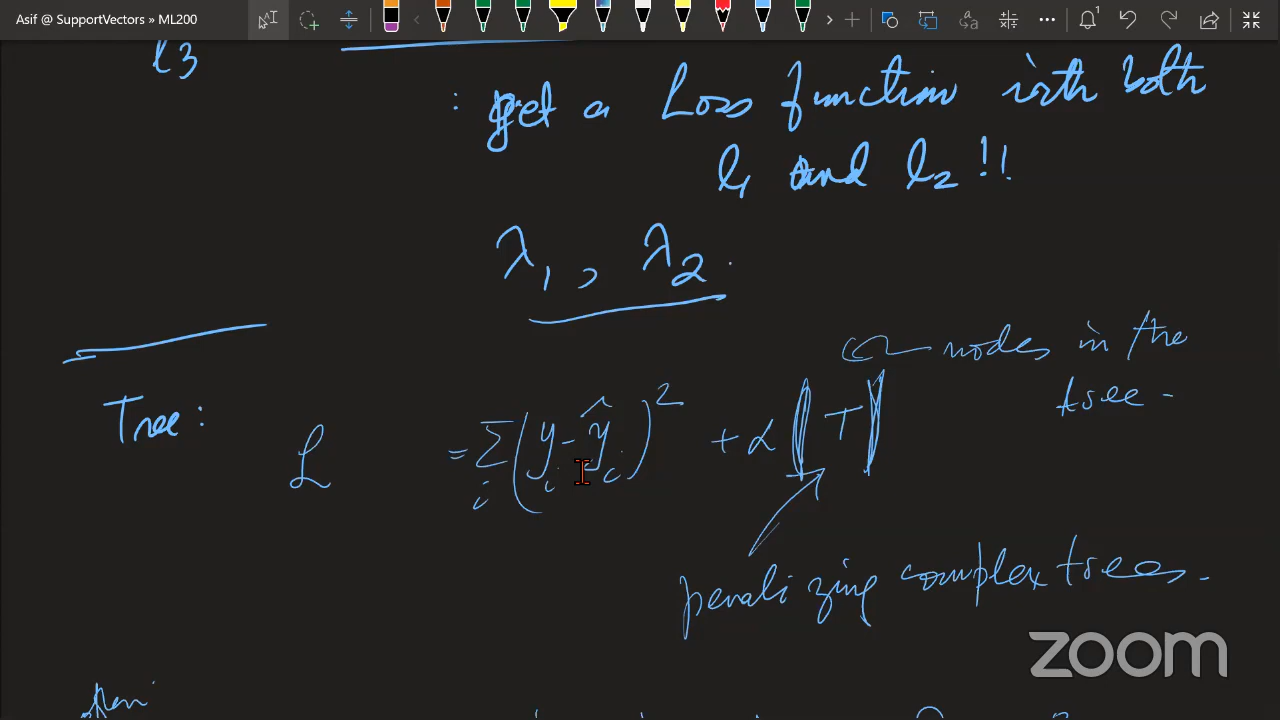 Asif @ SupportVectors » ML200
l3
: get a Loss function with both
l1 and l2 !!
λ1 , λ2 .
nodes in the
tree .
Tree :
L = Σi (yi - ŷi)² + α ‖T‖
penalizing complex trees.
zoom